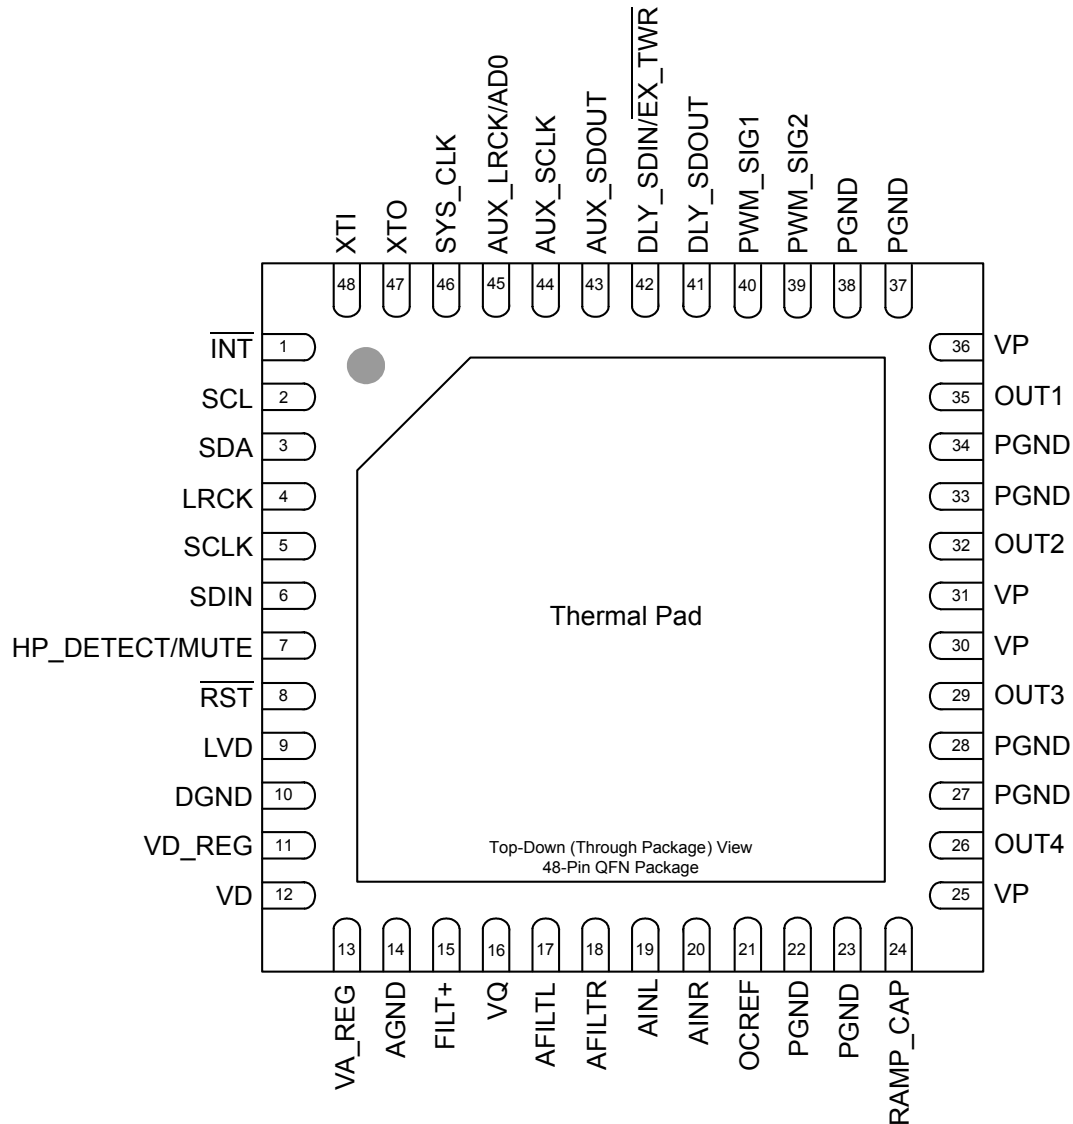 XTI
XTO
SYS_CLK
AUX_LRCK/AD0
AUX_SCLK
AUX_SDOUT
DLY_SDIN/EX_TWR
DLY_SDOUT
PWM_SIG1
PWM_SIG2
PGND
PGND
48 47 46 45 44 43 42 41 40 39 38 37
INT 1
SCL 2
SDA 3
LRCK 4
SCLK 5
SDIN 6
HP_DETECT/MUTE 7
RST 8
LVD 9
DGND 10
VD_REG 11
VD 12
36 VP
35 OUT1
34 PGND
33 PGND
32 OUT2
31 VP
30 VP
29 OUT3
28 PGND
27 PGND
26 OUT4
25 VP
Thermal Pad
Top-Down (Through Package) View
48-Pin QFN Package
13 14 15 16 17 18 19 20 21 22 23 24
VA_REG
AGND
FILT+
VQ
AFILTL
AFILTR
AINL
AINR
OCREF
PGND
PGND
RAMP_CAP